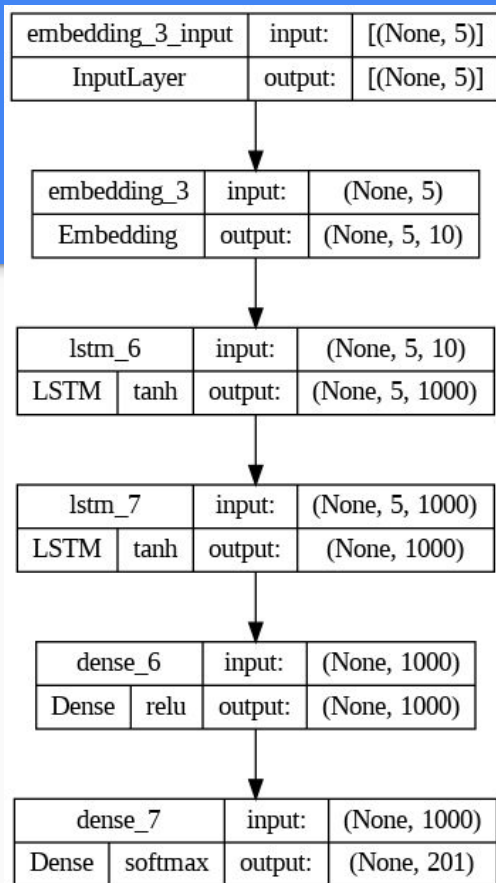 embedding_3_input input: [(None, 5)]
InputLayer output: [(None, 5)]
embedding_3 input: (None, 5)
Embedding output: (None, 5, 10)
lstm_6 input: (None, 5, 10)
LSTM tanh output: (None, 5, 1000)
lstm_7 input: (None, 5, 1000)
LSTM tanh output: (None, 1000)
dense_6 input: (None, 1000)
Dense relu output: (None, 1000)
dense_7 input: (None, 1000)
Dense softmax output: (None, 201)